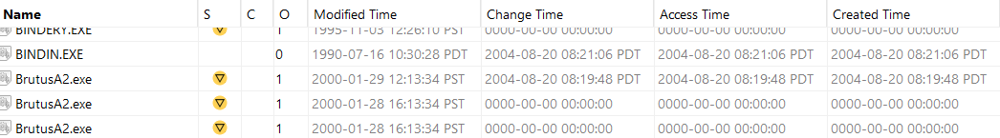 Name S C O Modified Time Change Time Access Time Created Time
BINDERY.EXE 1 1995-11-03 12:26:10 PST 0000-00-00 00:00:00 0000-00-00 00:00:00 0000-00-00 00:00:00
BINDIN.EXE 0 1990-07-16 10:30:28 PDT 2004-08-20 08:21:06 PDT 2004-08-20 08:21:06 PDT 2004-08-20 08:21:06 PDT
BrutusA2.exe 1 2000-01-29 12:13:34 PST 2004-08-20 08:19:48 PDT 2004-08-20 08:19:48 PDT 2004-08-20 08:19:48 PDT
BrutusA2.exe 1 2000-01-28 16:13:34 PST 0000-00-00 00:00:00 0000-00-00 00:00:00 0000-00-00 00:00:00
BrutusA2.exe 1 2000-01-28 16:13:34 PST 0000-00-00 00:00:00 0000-00-00 00:00:00 0000-00-00 00:00:00